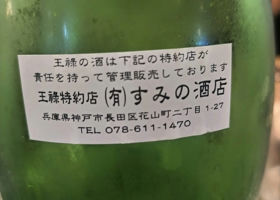 王祿の酒は下記の特約店が
責任を持って管理販売しております
王祿特約店 (有)すみの酒店
兵庫県神戸市長田区花山町二丁目1-27
TEL 078-611-1470